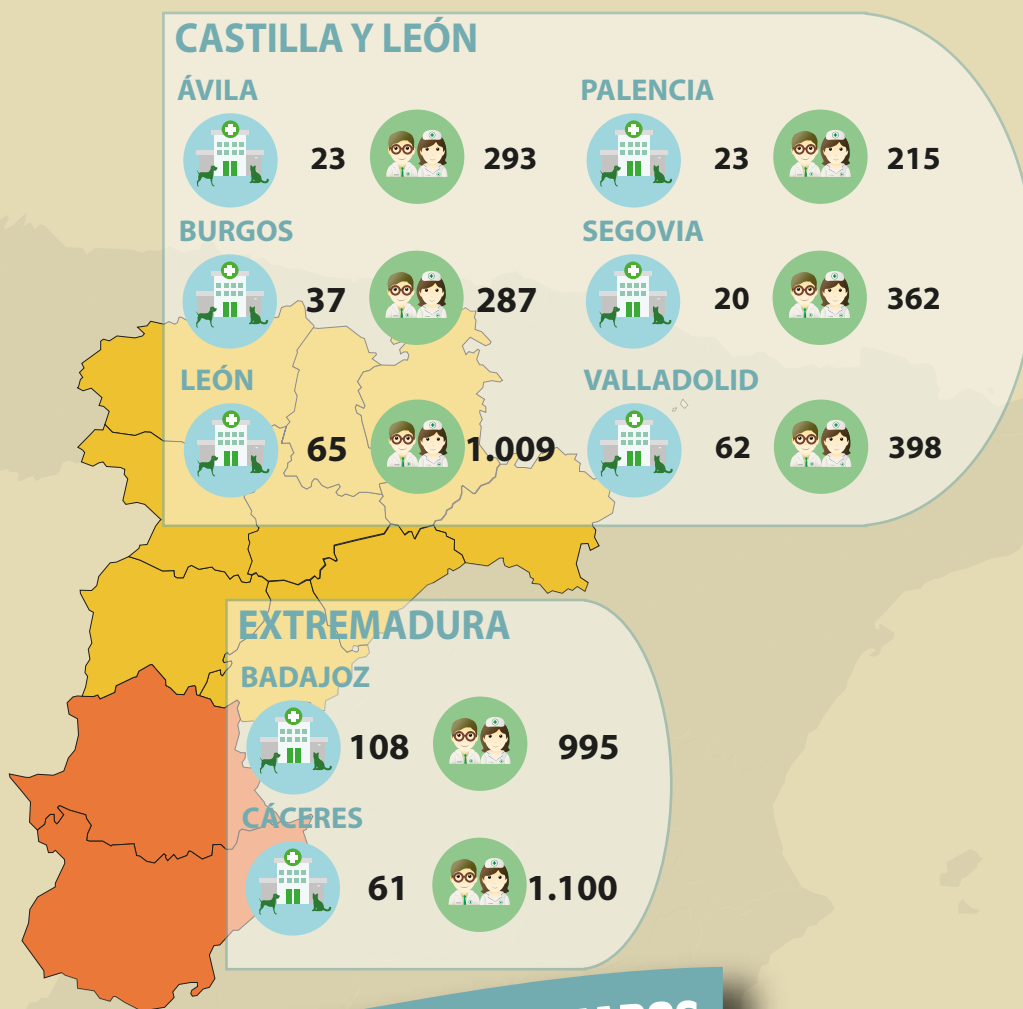 CASTILLA Y LEÓN
ÁVILA
23 293
PALENCIA
23 215
BURGOS
37 287
SEGOVIA
20 362
LEÓN
65 1.009
VALLADOLID
62 398
EXTREMADURA
BADAJOZ
108 995
CÁCERES
61 1.100